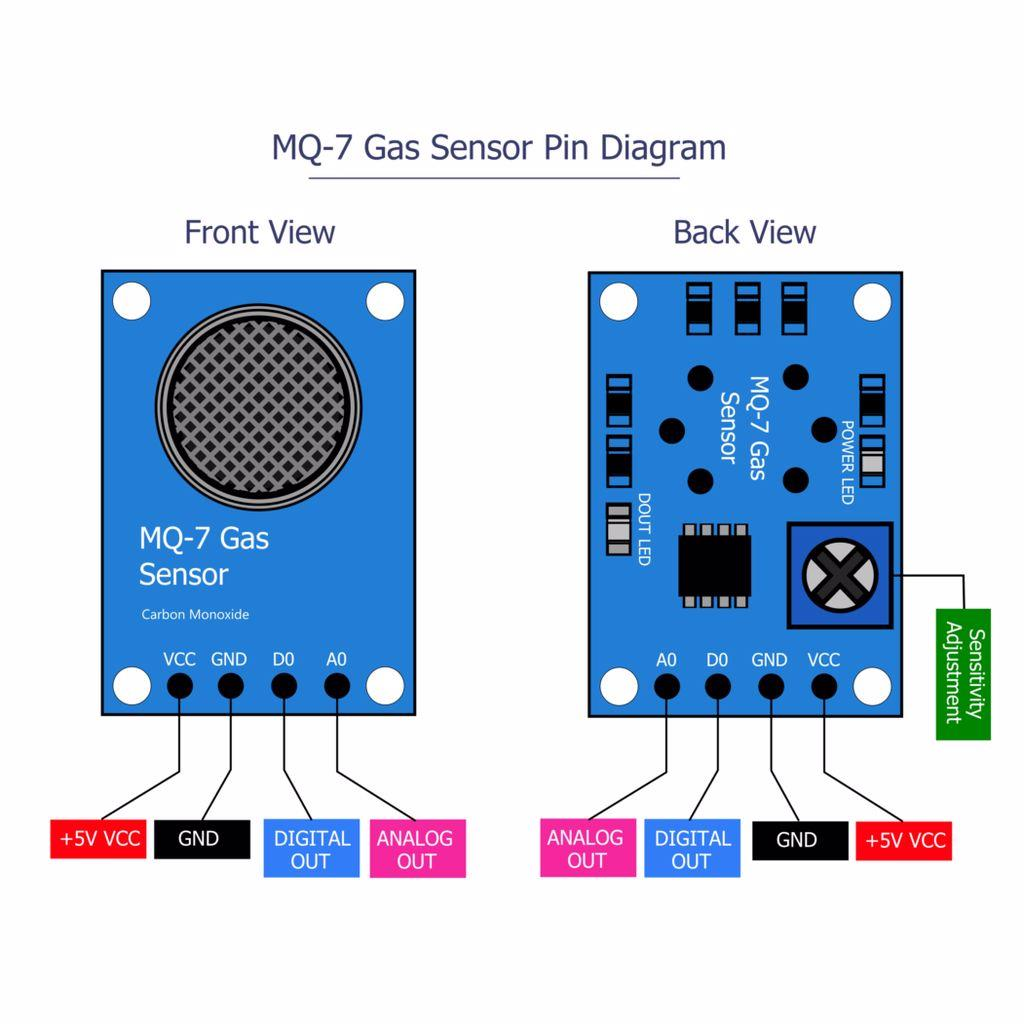 MQ-7 Gas Sensor Pin Diagram
Front View
MQ-7 Gas
Sensor
Carbon Monoxide
VCC GND D0 A0
+5V VCC
GND
DIGITAL
OUT
ANALOG
OUT
Back View
MQ-7 Gas
Sensor
POWER LED
DOUT LED
Sensitivity
Adjustment
A0 D0 GND VCC
ANALOG
OUT
DIGITAL
OUT
GND
+5V VCC